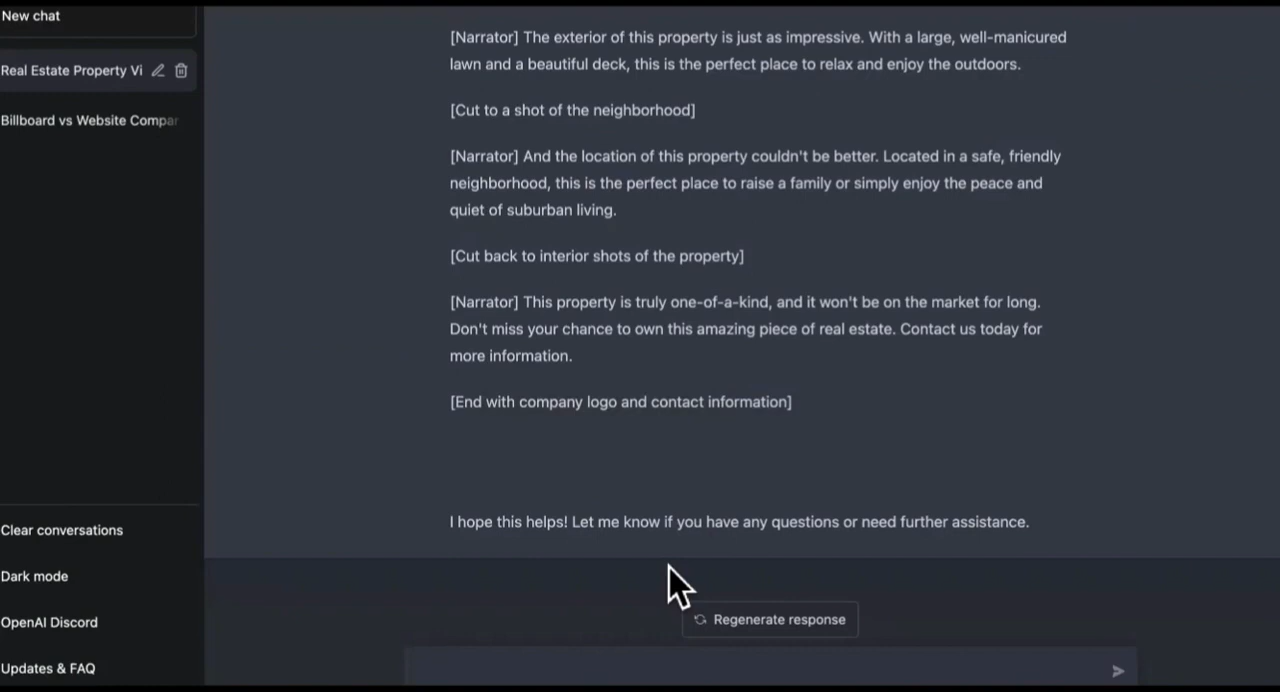 New chat
Real Estate Property Vi
Billboard vs Website Compar
Clear conversations
Dark mode
OpenAI Discord
Updates & FAQ
[Narrator] The exterior of this property is just as impressive. With a large, well-manicured
lawn and a beautiful deck, this is the perfect place to relax and enjoy the outdoors.
[Cut to a shot of the neighborhood]
[Narrator] And the location of this property couldn't be better. Located in a safe, friendly
neighborhood, this is the perfect place to raise a family or simply enjoy the peace and
quiet of suburban living.
[Cut back to interior shots of the property]
[Narrator] This property is truly one-of-a-kind, and it won't be on the market for long.
Don't miss your chance to own this amazing piece of real estate. Contact us today for
more information.
[End with company logo and contact information]
I hope this helps! Let me know if you have any questions or need further assistance.
Regenerate response